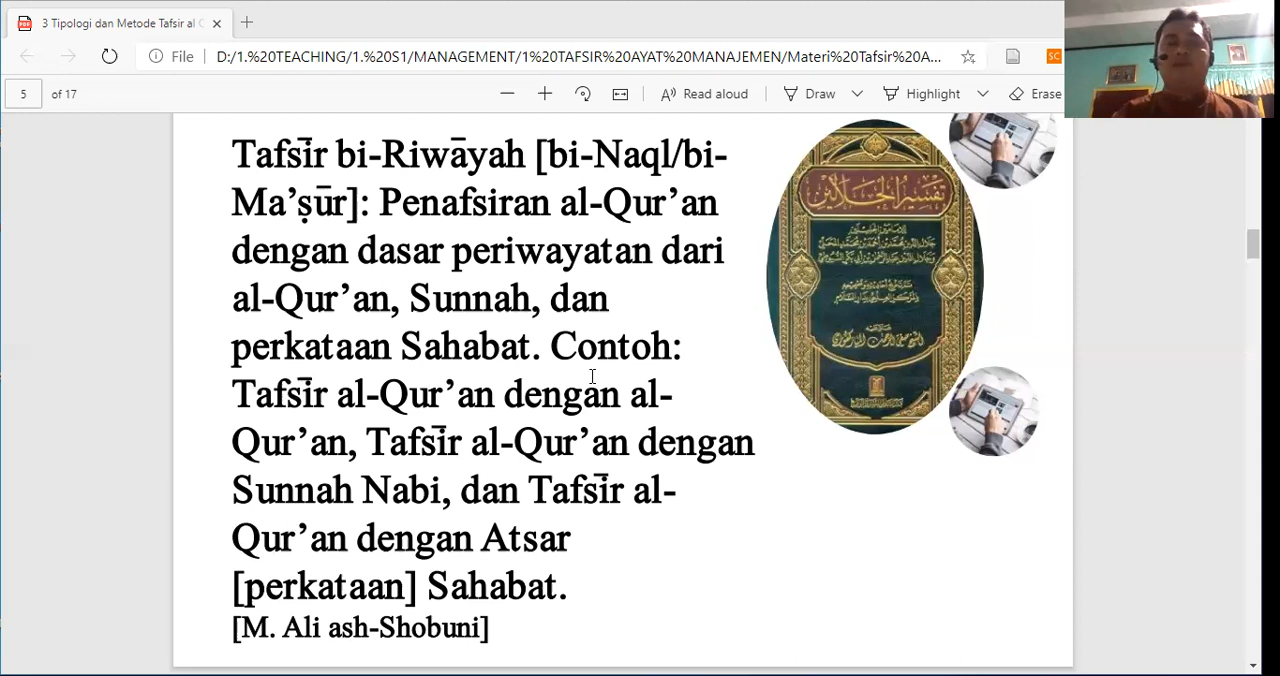 3 Tipologi dan Metode Tafsir al
File
D:/1.%20TEACHING/1.%20S1/MANAGEMENT/1%20TAFSIR%20AYAT%20MANAJEMEN/Materi%20Tafsir%20A...
5 of 17
Read aloud
Draw
Highlight
Erase
Tafsīr bi-Riwāyah [bi-Naql/bi-
Ma’ṣūr]: Penafsiran al-Qur’an
dengan dasar periwayatan dari
al-Qur’an, Sunnah, dan
perkataan Sahabat. Contoh:
Tafsīr al-Qur’an dengan al-
Qur’an, Tafsīr al-Qur’an dengan
Sunnah Nabi, dan Tafsīr al-
Qur’an dengan Atsar
[perkataan] Sahabat.
[M. Ali ash-Shobuni]
تفسير الجلالين